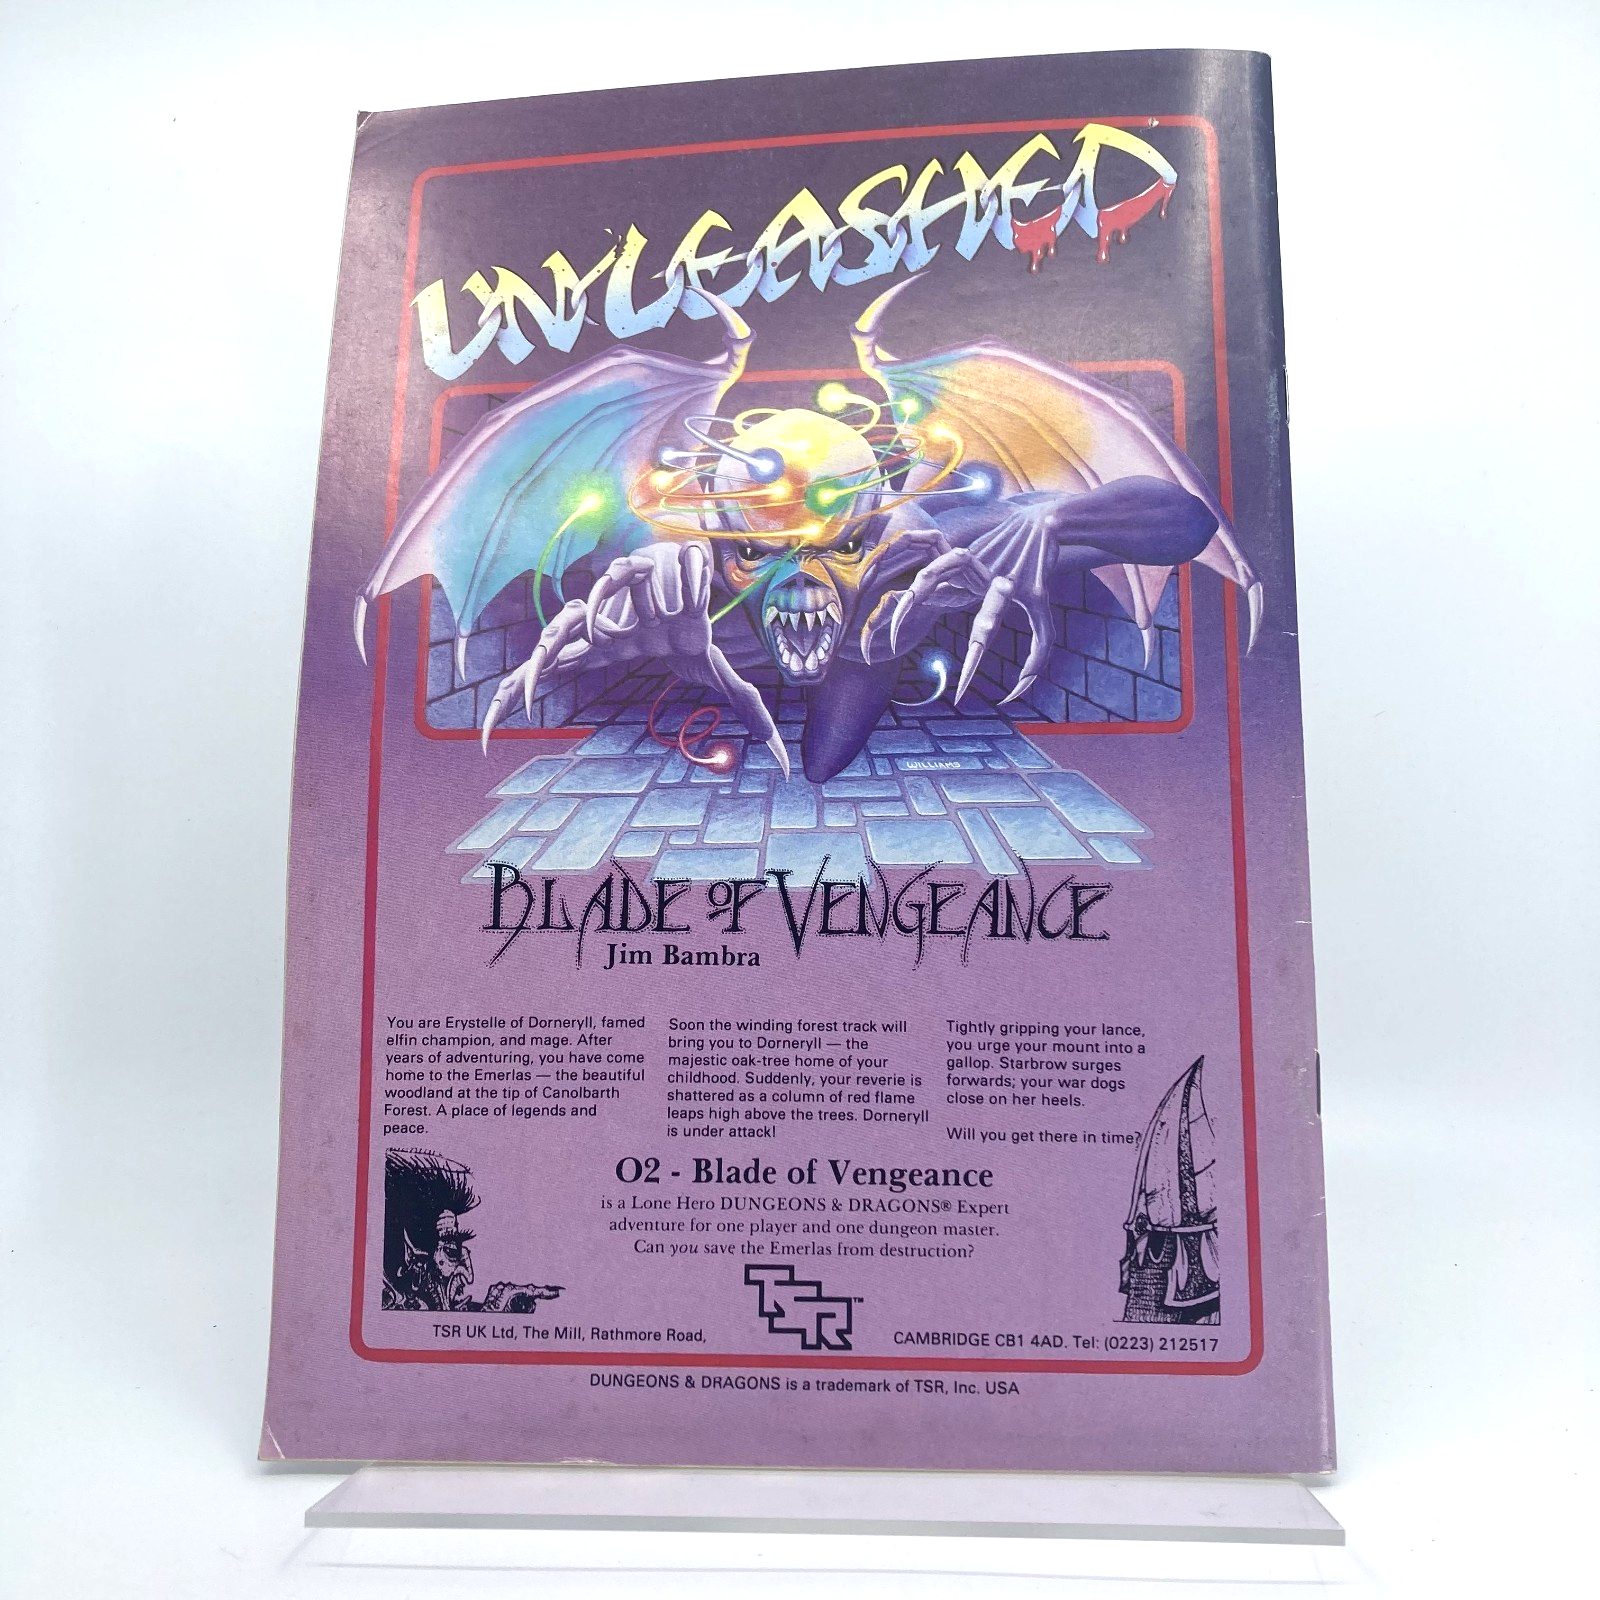 UNLEASHED
WILLIAMS
BLADE OF VENGEANCE
Jim Bambra
You are Erystelle of Dorneryll, famed
elfin champion, and mage. After
years of adventuring, you have come
home to the Emerlas — the beautiful
woodland at the tip of Canolbarth
Forest. A place of legends and
peace.
Soon the winding forest track will
bring you to Dorneryll — the
majestic oak-tree home of your
childhood. Suddenly, your reverie is
shattered as a column of red flame
leaps high above the trees. Dorneryll
is under attack!
Tightly gripping your lance,
you urge your mount into a
gallop. Starbrow surges
forwards; your war dogs
close on her heels.
Will you get there in time?
O2 - Blade of Vengeance
is a Lone Hero DUNGEONS & DRAGONS® Expert
adventure for one player and one dungeon master.
Can you save the Emerlas from destruction?
TSR™
TSR UK Ltd, The Mill, Rathmore Road,
CAMBRIDGE CB1 4AD. Tel: (0223) 212517
DUNGEONS & DRAGONS is a trademark of TSR, Inc. USA